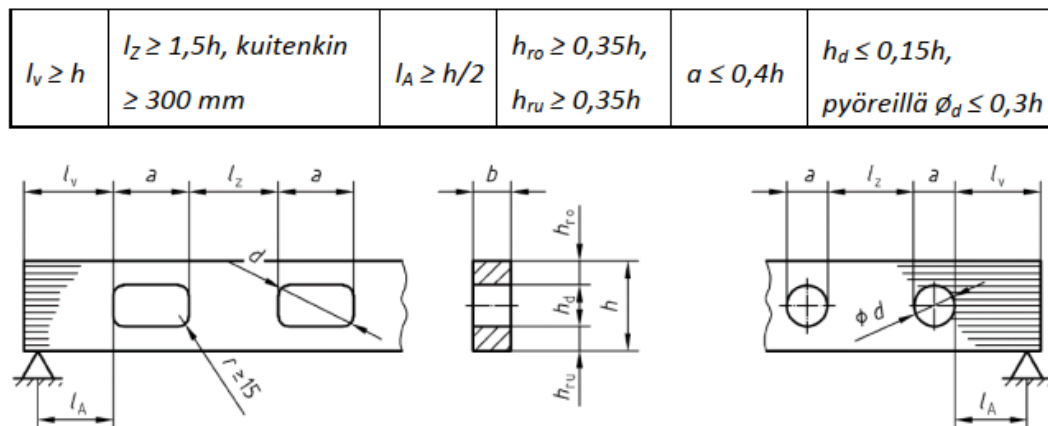 lᵥ ≥ h
l_Z ≥ 1,5h, kuitenkin
≥ 300 mm
l_A ≥ h/2
h_ro ≥ 0,35h,
h_ru ≥ 0,35h
a ≤ 0,4h
h_d ≤ 0,15h,
pyöreillä Ø_d ≤ 0,3h
l_v
a
l_z
a
b
h_ro
a
l_z
a
l_v
d
h_d
h
ϕ d
r ≥ 15
h_ru
l_A
l_A